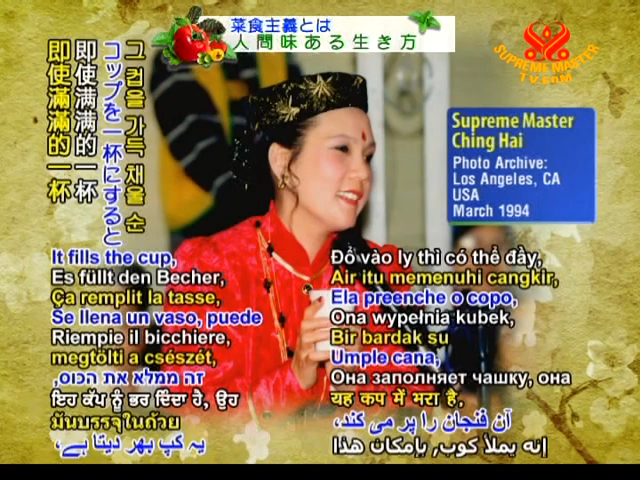 菜食主義とは
人間味ある生き方
SUPREME MASTER
TV.COM
即使滿滿的一杯
即使满满的一杯
コップを一杯にすると
그 컵을 가득 채울 순
Supreme Master
Ching Hai
Photo Archive:
Los Angeles, CA
USA
March 1994
It fills the cup,
Es füllt den Becher,
Ça remplit la tasse,
Se llena un vaso, puede
Riempie il bicchiere,
megtölti a csészét,
זה ממלא את הכוס,
ਇਹ ਕੱਪ ਨੂੰ ਭਰ ਦਿੰਦਾ ਹੈ, ਉਹ
มันบรรจุในถ้วย
یہ کپ بھر دیتا ہے،
Đổ vào ly thì có thể đầy,
Air itu memenuhi cangkir,
Ela preenche o copo,
Ona wypełnia kubek,
Bir bardak su
Umple cana,
Она заполняет чашку, она
यह कप में भरा है,
آن فنجان را پر می کند،
إنه يملأ كوب, بإمكان هذا